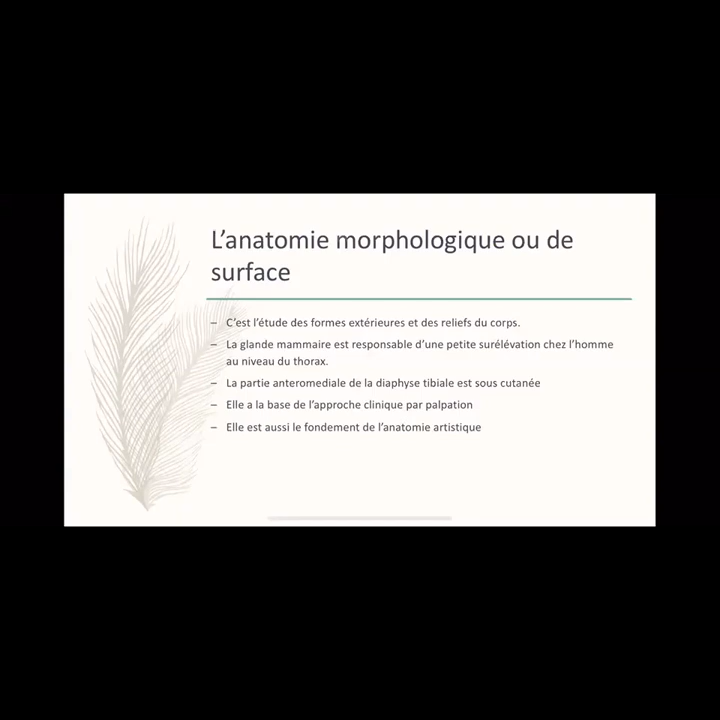 L’anatomie morphologique ou de
surface
– C’est l’étude des formes extérieures et des reliefs du corps.
– La glande mammaire est responsable d’une petite surélévation chez l’homme
au niveau du thorax.
– La partie anteromediale de la diaphyse tibiale est sous cutanée
– Elle a la base de l’approche clinique par palpation
– Elle est aussi le fondement de l’anatomie artistique